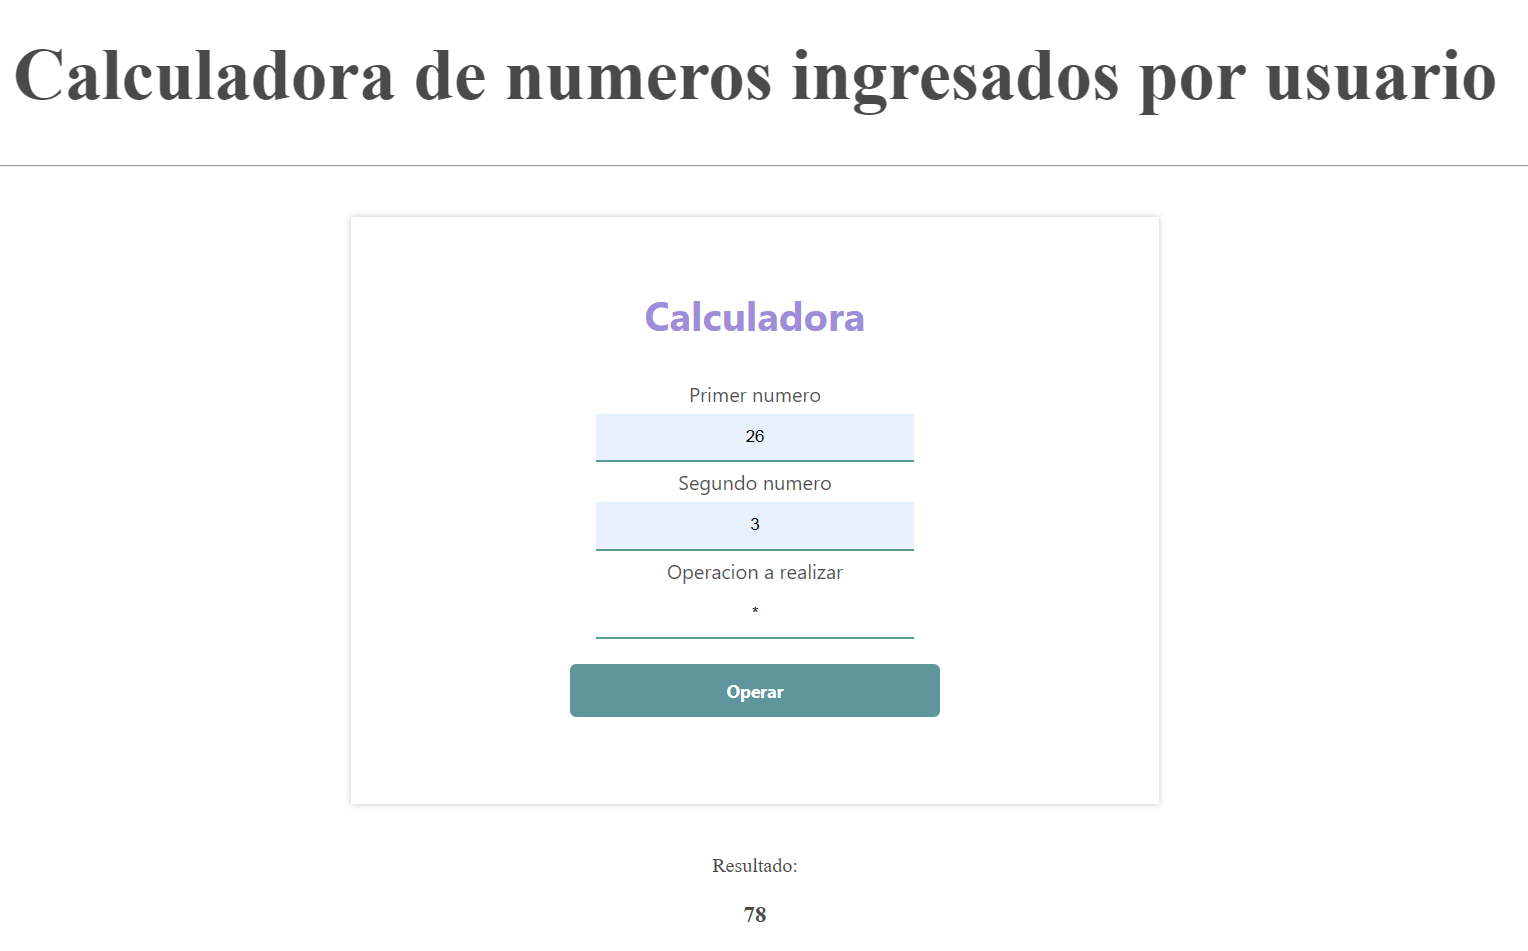 Calculadora de numeros ingresados por usuario
Calculadora
Primer numero
26
Segundo numero
3
Operacion a realizar
*
Operar
Resultado:
78